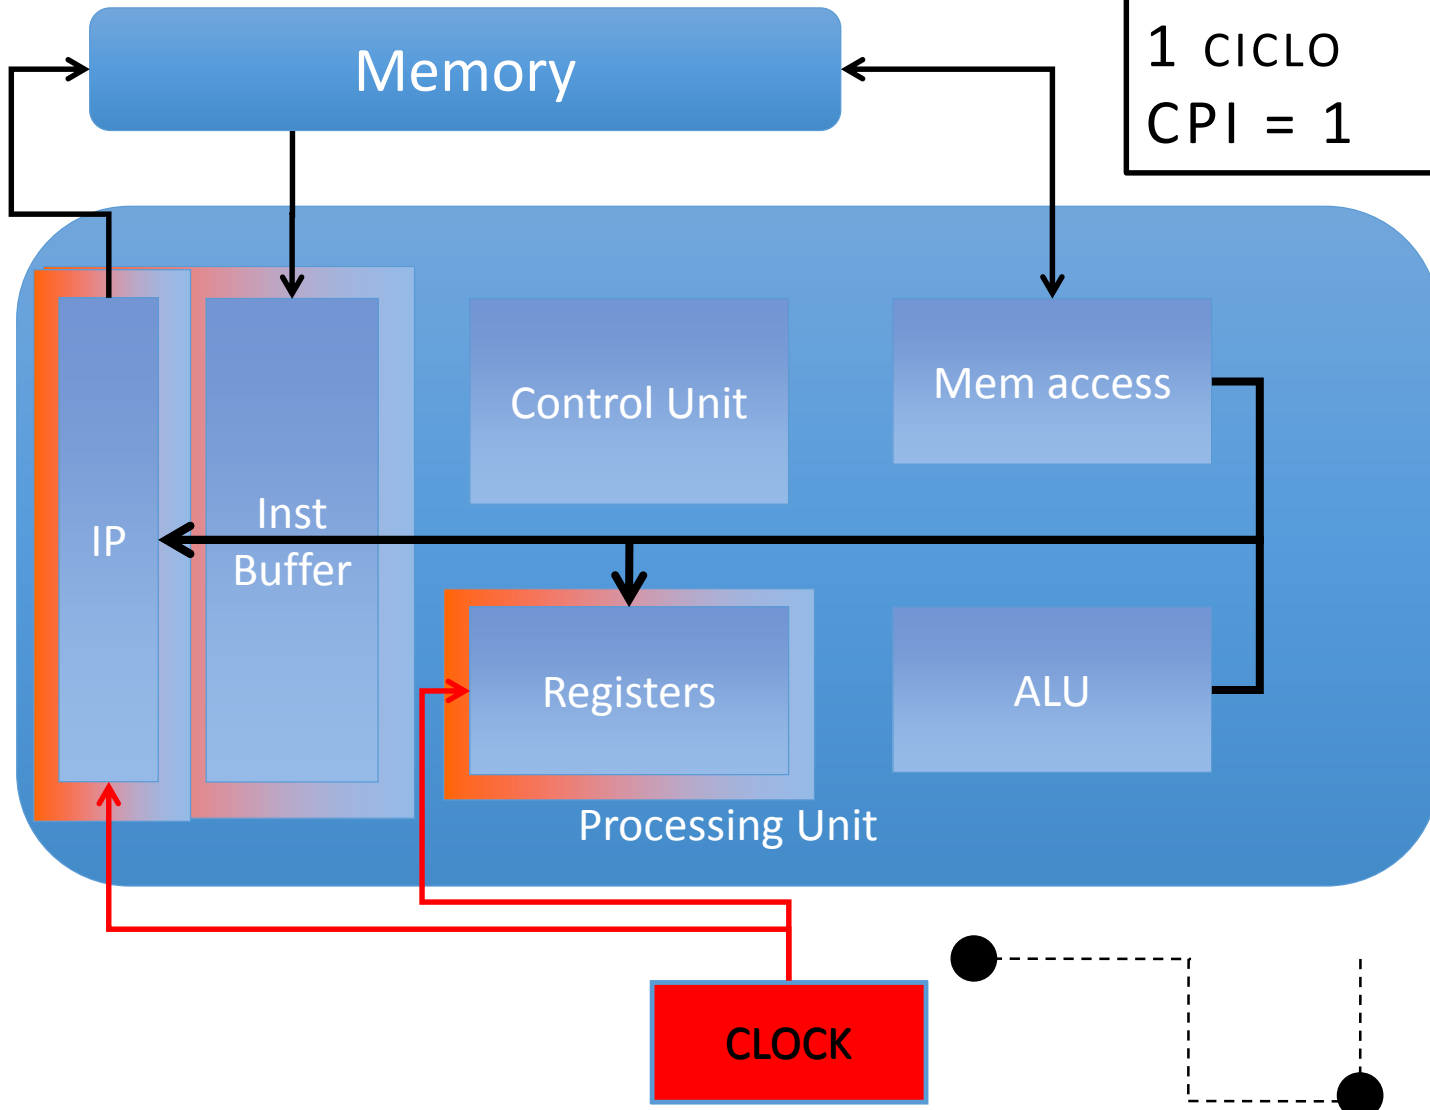 Memory
1 CICLO
CPI = 1
Control Unit
Mem access
IP
Inst
Buffer
Registers
ALU
Processing Unit
CLOCK